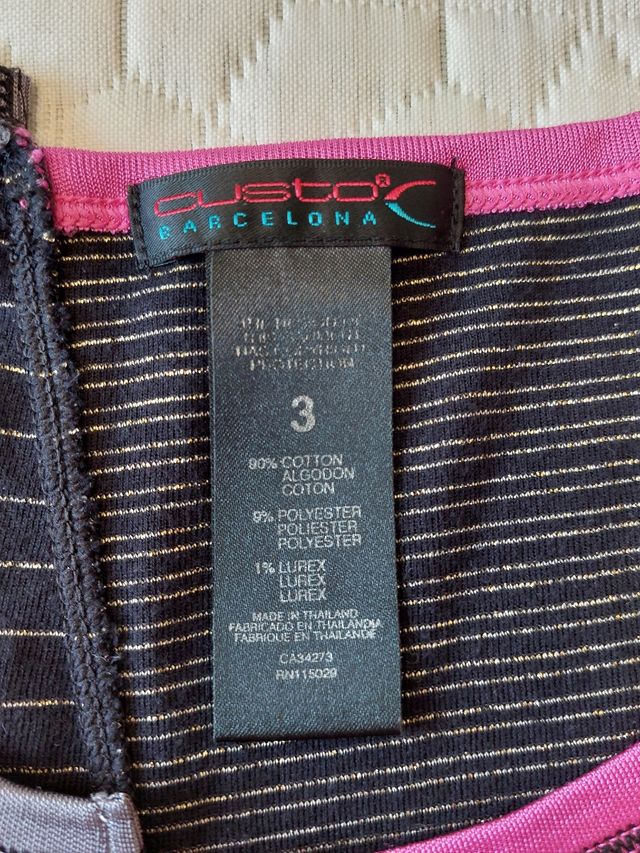 custo®
BARCELONA
PROTECTION
3
90% COTTON
ALGODON
COTON
9% POLYESTER
POLIESTER
POLYESTER
1% LUREX
LUREX
LUREX
MADE IN THAILAND
FABRICADO EN THAILANDIA
FABRIQUE EN THAILANDE
CA34273
RN115029